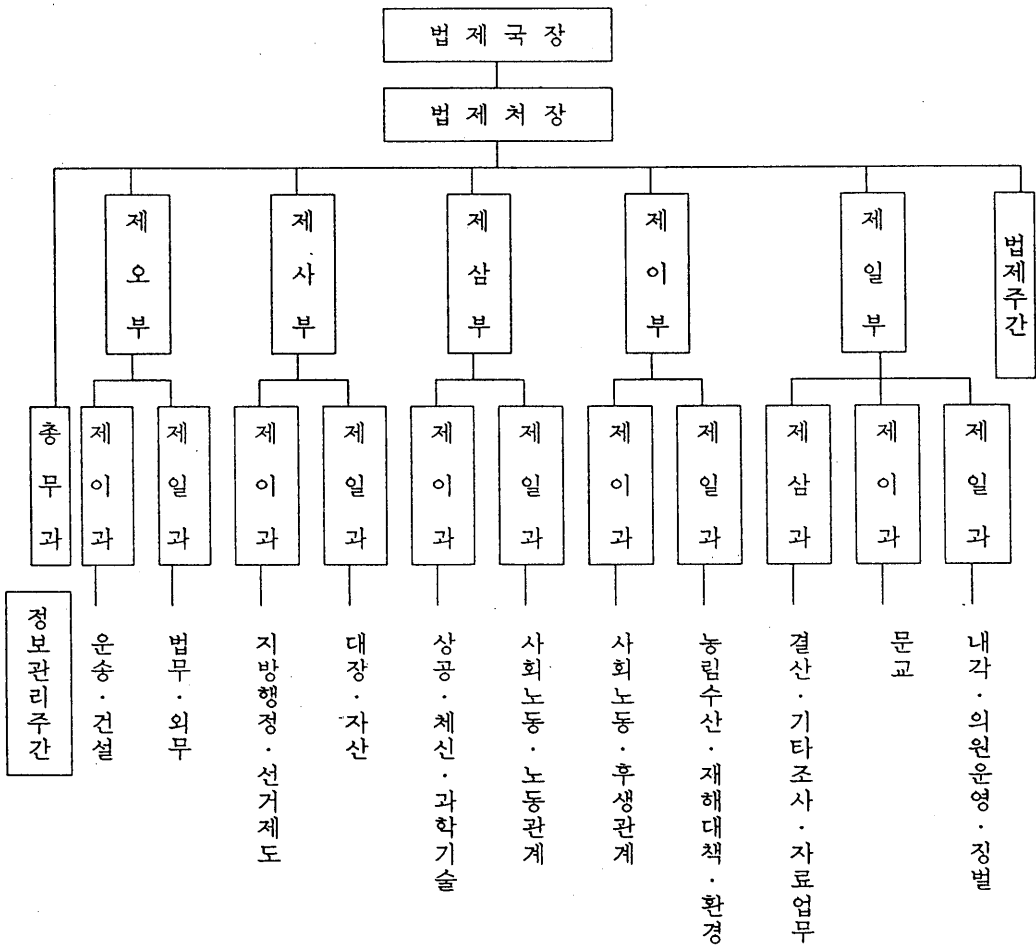 법제국장
법제처장
제오부
제사부
제삼부
제이부
제일부
법제주간
총무과
제이과
제일과
제이과
제일과
제이과
제일과
제이과
제일과
제삼과
제이과
제일과
정보관리주간
운송·건설
법무·외무
지방행정·선거제도
대장·자산
상공·체신·과학기술
사회노동·노동관계
사회노동·후생관계
농림수산·재해대책·환경
결산·기타조사·자료업무
문교
내각·의원운영·징벌